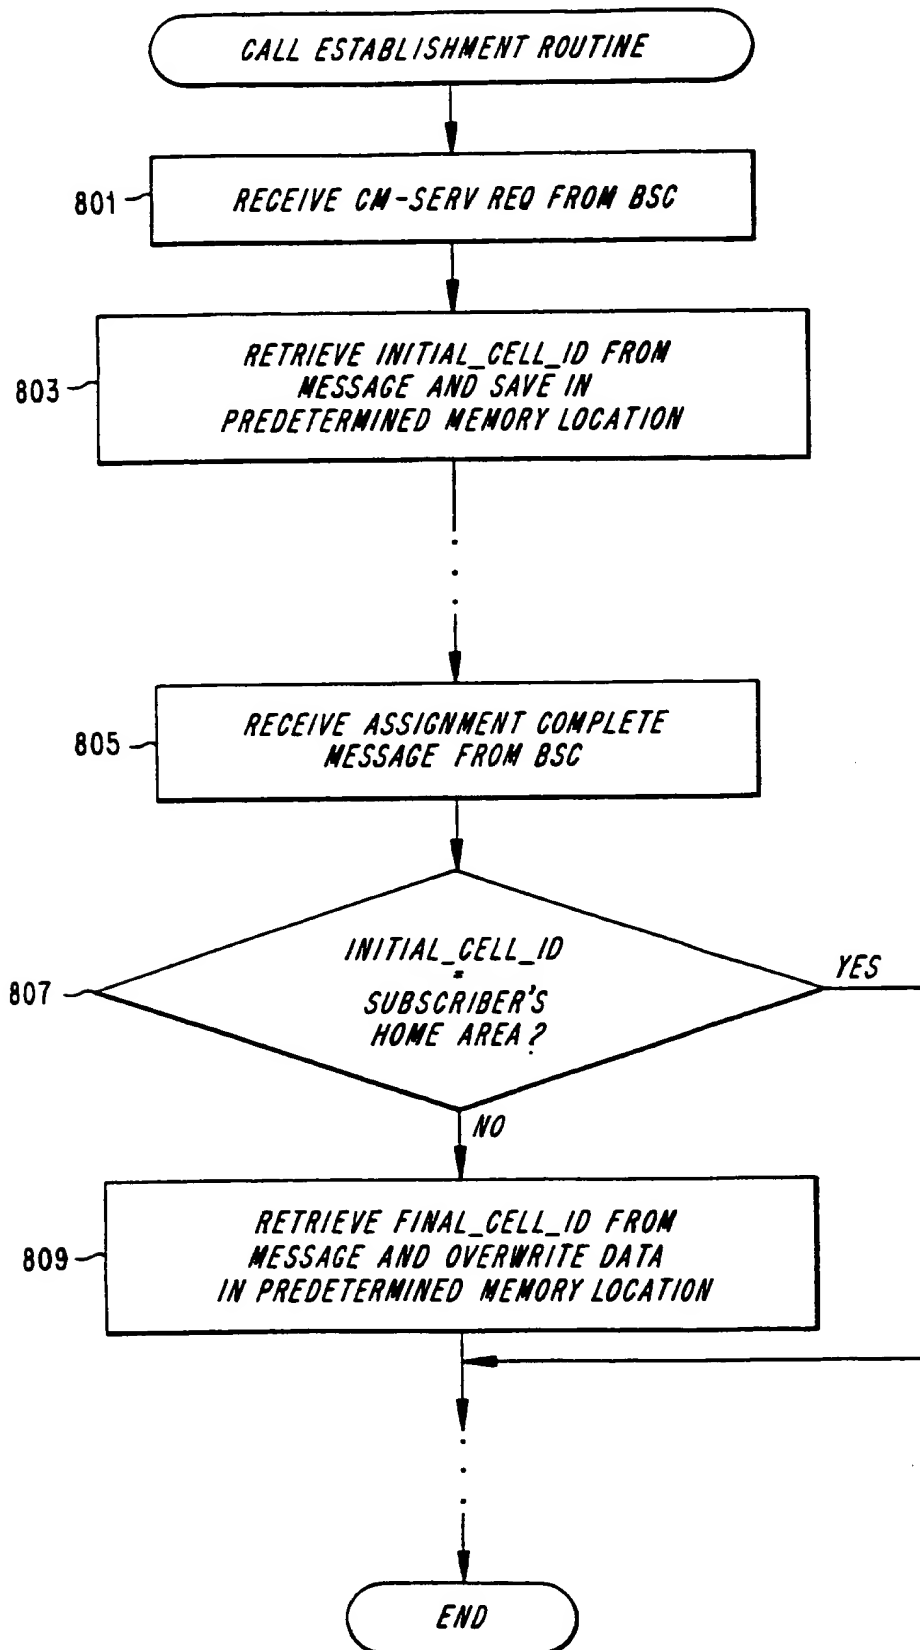 CALL ESTABLISHMENT ROUTINE
801
RECEIVE CM-SERV REQ FROM BSC
803
RETRIEVE INITIAL_CELL_ID FROM
MESSAGE AND SAVE IN
PREDETERMINED MEMORY LOCATION
805
RECEIVE ASSIGNMENT COMPLETE
MESSAGE FROM BSC
807
INITIAL_CELL_ID
=
SUBSCRIBER'S
HOME AREA?
YES
NO
809
RETRIEVE FINAL_CELL_ID FROM
MESSAGE AND OVERWRITE DATA
IN PREDETERMINED MEMORY LOCATION
END